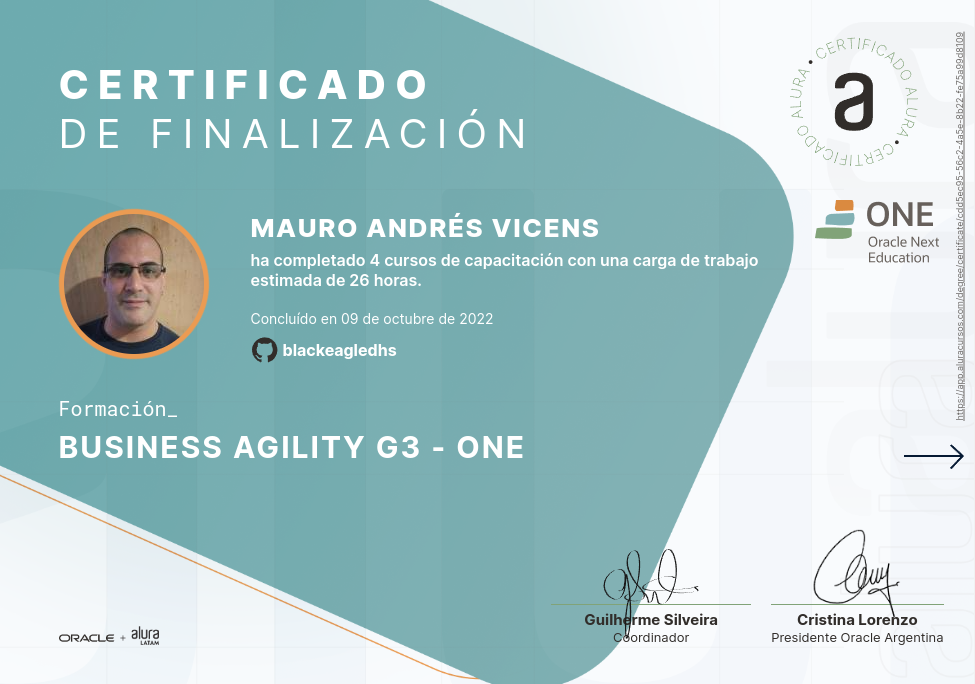 CERTIFICADO
DE FINALIZACIÓN
MAURO ANDRÉS VICENS
ha completado 4 cursos de capacitación con una carga de trabajo
estimada de 26 horas.
Concluído en 09 de octubre de 2022
blackeagledhs
Formación_
BUSINESS AGILITY G3 - ONE
CERTIFICADO ALURA • CERTIFICADO ALURA •
a
ONE
Oracle Next
Education
https://app.aluracursos.com/degree/certificate/cdd5ec95-56c2-4a5e-8b22-fe75a99d8109
Guilherme Silveira
Coordinador
Cristina Lorenzo
Presidente Oracle Argentina
ORACLE + alura
LATAM